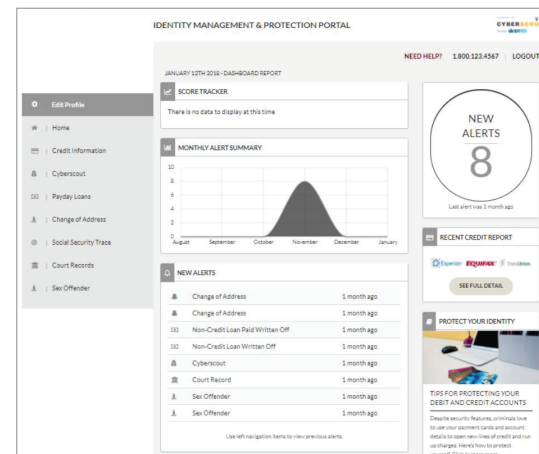 IDENTITY MANAGEMENT & PROTECTION PORTAL
NEED HELP? 1.800.123.4567 | LOGOUT
JANUARY 12TH 2018 - DASHBOARD REPORT
Edit Profile
| Home
| Credit Information
| Cyberscout
| Payday Loans
| Change of Address
| Social Security Trace
| Court Records
| Sex Offender
SCORE TRACKER
There is no data to display at this time
MONTHLY ALERT SUMMARY
10
8
6
4
2
0
August September October November December January
NEW ALERTS
Change of Address 1 month ago
Change of Address 1 month ago
Non-Credit Loan Paid Written Off 1 month ago
Non-Credit Loan Written Off 1 month ago
Cyberscout 1 month ago
Court Record 1 month ago
Sex Offender 1 month ago
Sex Offender 1 month ago
Use left navigation items to view previous alerts.
NEW
ALERTS
8
Last alert was 1 month ago
RECENT CREDIT REPORT
Experian EQUIFAX TransUnion
SEE FULL DETAIL
PROTECT YOUR IDENTITY
TIPS FOR PROTECTING YOUR
DEBIT AND CREDIT ACCOUNTS
Despite security features, criminals love
to use your payment cards and account
details to open new lines of credit and run
up charges. Here's how to protect